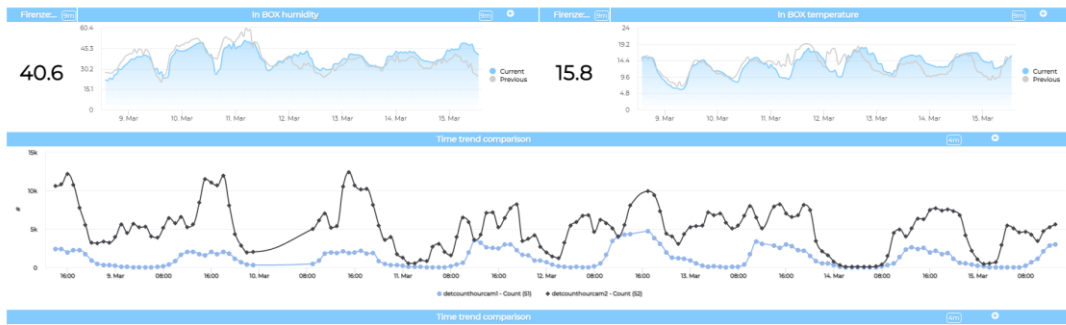 Firenze:... 9m In BOX humidity 9m
Firenze:... 9m In BOX temperature 9m
40.6
60.4
45.3
30.2
15.1
0
9. Mar 10. Mar 11. Mar 12. Mar 13. Mar 14. Mar 15. Mar
Current
Previous
15.8
24
19.2
14.4
9.6
4.8
0
9. Mar 10. Mar 11. Mar 12. Mar 13. Mar 14. Mar 15. Mar
Current
Previous
Time trend comparison 4m
#
15k
10k
5k
0
16:00 9. Mar 08:00 16:00 10. Mar 08:00 16:00 11. Mar 08:00 16:00 12. Mar 08:00 16:00 13. Mar 08:00 16:00 14. Mar 08:00 16:00 15. Mar 08:00
detcounthourcam1 - Count (S1) detcounthourcam2 - Count (S2)
Time trend comparison 4m